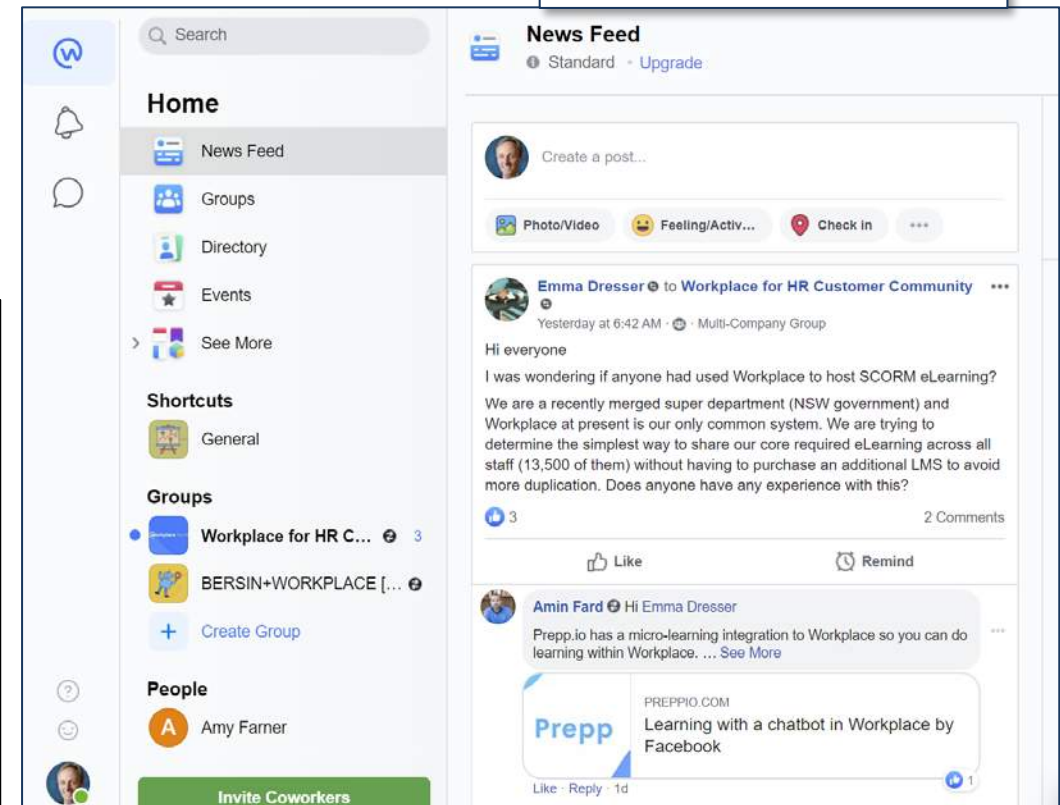 Search
Home
News Feed
Groups
Directory
Events
See More
Shortcuts
General
Groups
Workplace for HR C... 3
BERSIN+WORKPLACE [...
+ Create Group
People
A Amy Farner
Invite Coworkers
News Feed
Standard · Upgrade
Create a post...
Photo/Video Feeling/Activ... Check in ...
Emma Dresser to Workplace for HR Customer Community ...
Yesterday at 6:42 AM · · Multi-Company Group
Hi everyone
I was wondering if anyone had used Workplace to host SCORM eLearning?
We are a recently merged super department (NSW government) and
Workplace at present is our only common system. We are trying to
determine the simplest way to share our core required eLearning across all
staff (13,500 of them) without having to purchase an additional LMS to avoid
more duplication. Does anyone have any experience with this?
3 2 Comments
Like Remind
Amin Fard Hi Emma Dresser
Prepp.io has a micro-learning integration to Workplace so you can do
learning within Workplace. ... See More
Prepp
PREPPIO.COM
Learning with a chatbot in Workplace by
Facebook
1
Like · Reply · 1d